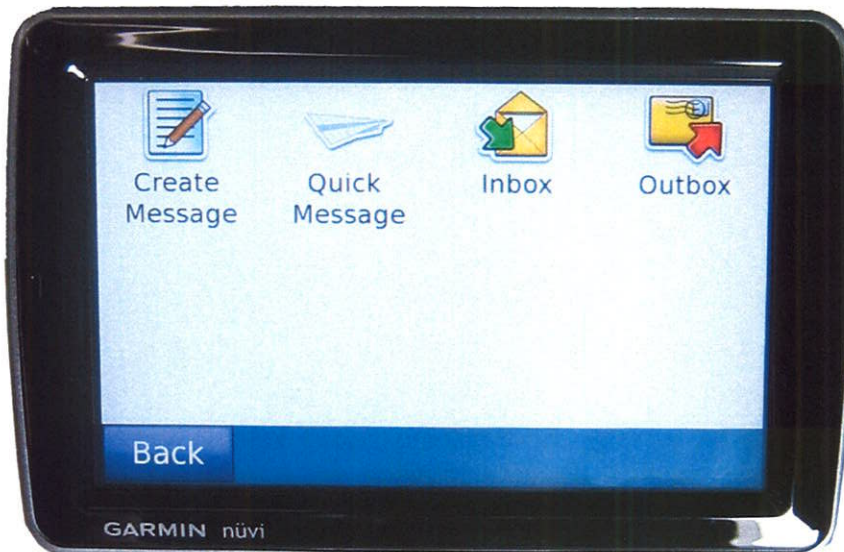 Create Message
Quick Message
Inbox
Outbox
Back
GARMIN nüvi